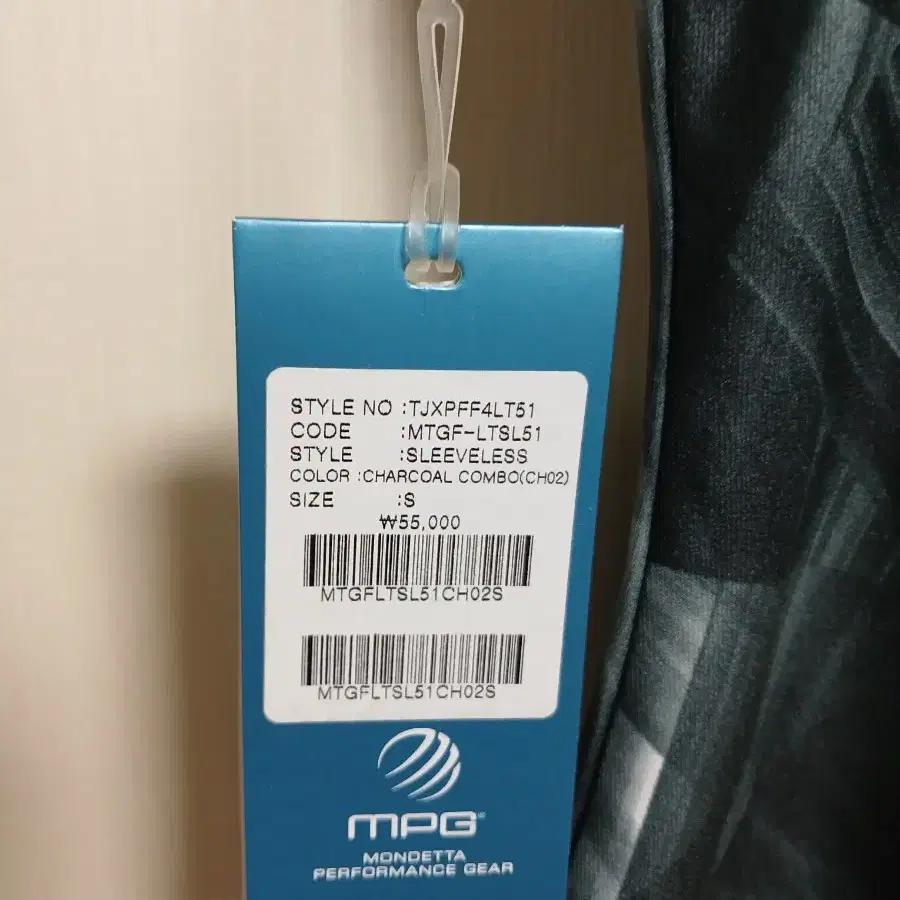 STYLE NO :TJXPFF4LT51
CODE :MTGF-LTSL51
STYLE :SLEEVELESS
COLOR :CHARCOAL COMBO(CH02)
SIZE :S
₩55,000
MTGFLTSL51CH02S
MTGFLTSL51CH02S
MPG®
MONDETTA
PERFORMANCE GEAR